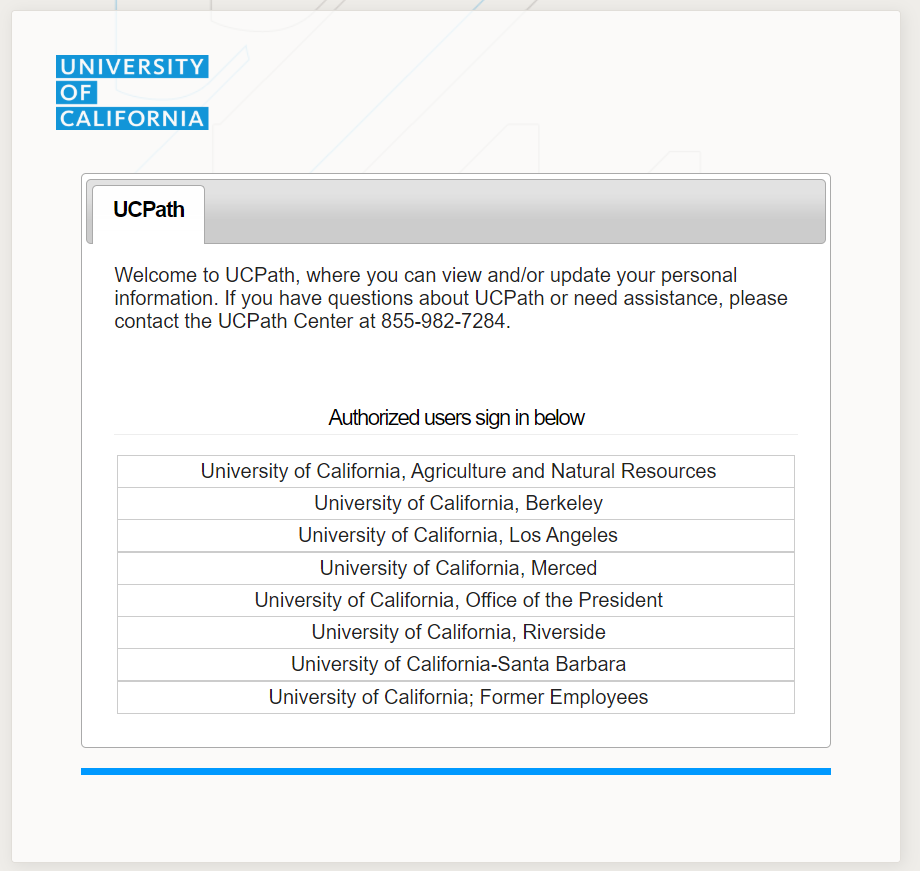 UNIVERSITY
OF
CALIFORNIA
UCPath
Welcome to UCPath, where you can view and/or update your personal
information. If you have questions about UCPath or need assistance, please
contact the UCPath Center at 855-982-7284.
Authorized users sign in below
University of California, Agriculture and Natural Resources
University of California, Berkeley
University of California, Los Angeles
University of California, Merced
University of California, Office of the President
University of California, Riverside
University of California-Santa Barbara
University of California; Former Employees